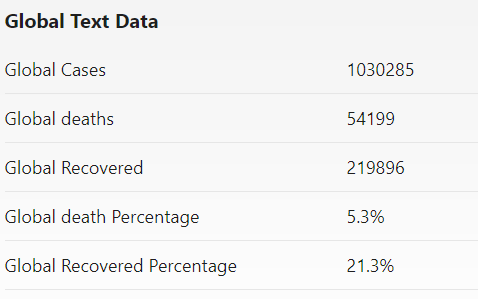 Global Text Data
Global Cases 1030285
Global deaths 54199
Global Recovered 219896
Global death Percentage 5.3%
Global Recovered Percentage 21.3%